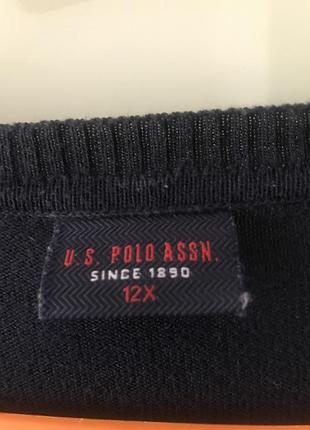 U.S. POLO ASSN.
SINCE 1890
12X